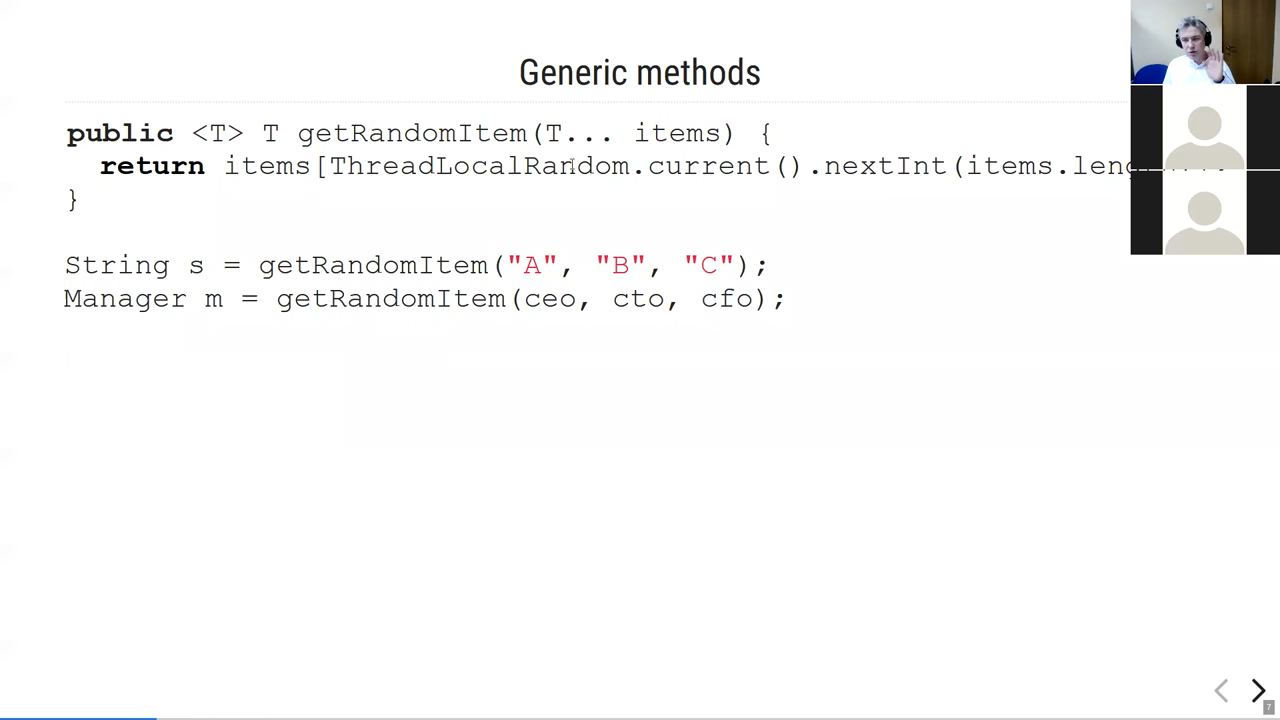 Generic methods
public <T> T getRandomItem(T... items) {
return items[ThreadLocalRandom.current().nextInt(items.leng
}
String s = getRandomItem("A", "B", "C");
Manager m = getRandomItem(ceo, cto, cfo);
7